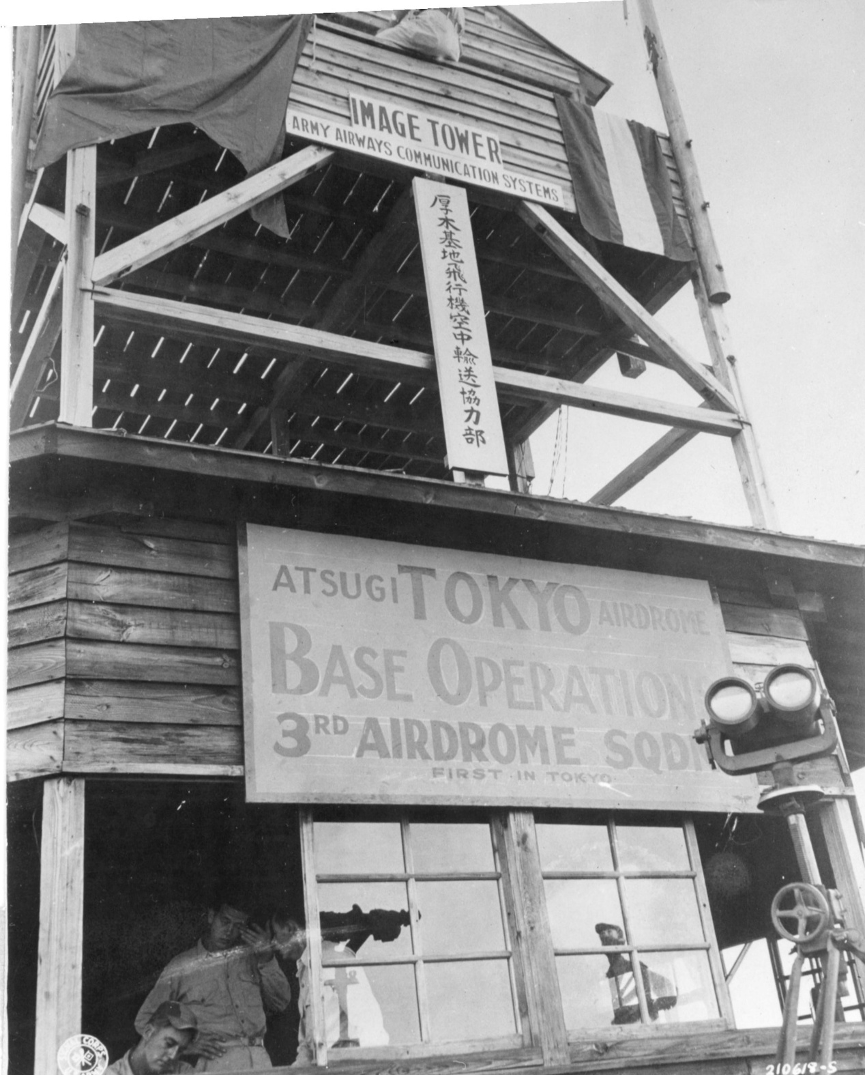 IMAGE TOWER
ARMY AIRWAYS COMMUNICATION SYSTEMS
厚木基地飛行機空中輸送協力部
ATSUGI TOKYO AIRDROME
BASE OPERATION
3RD AIRDROME SQDN
FIRST IN TOKYO
210618-S